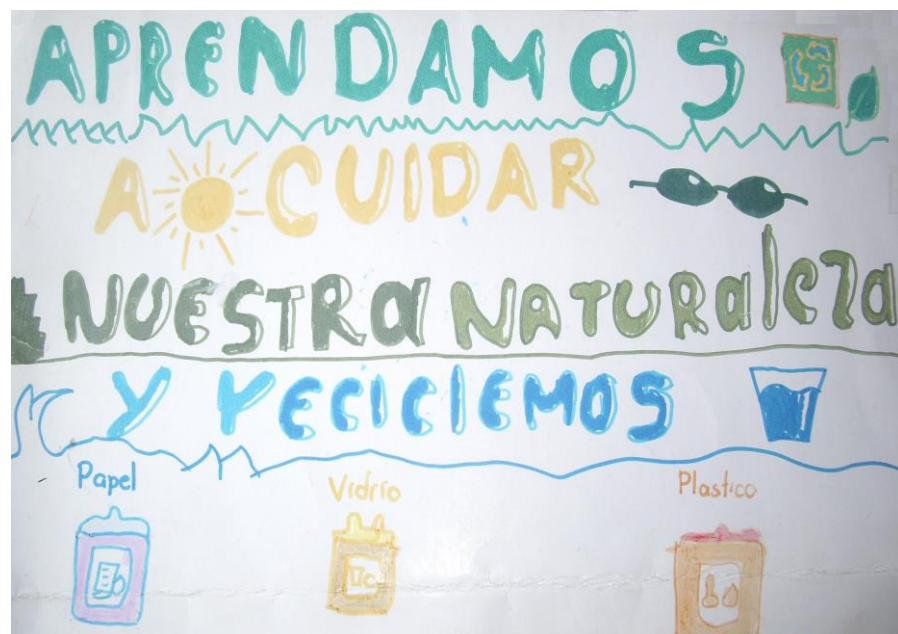 APRENDAMOS
A CUIDAR
NUESTRA NATURAleza
Y reciclEMOS
Papel Vidrio Plastico